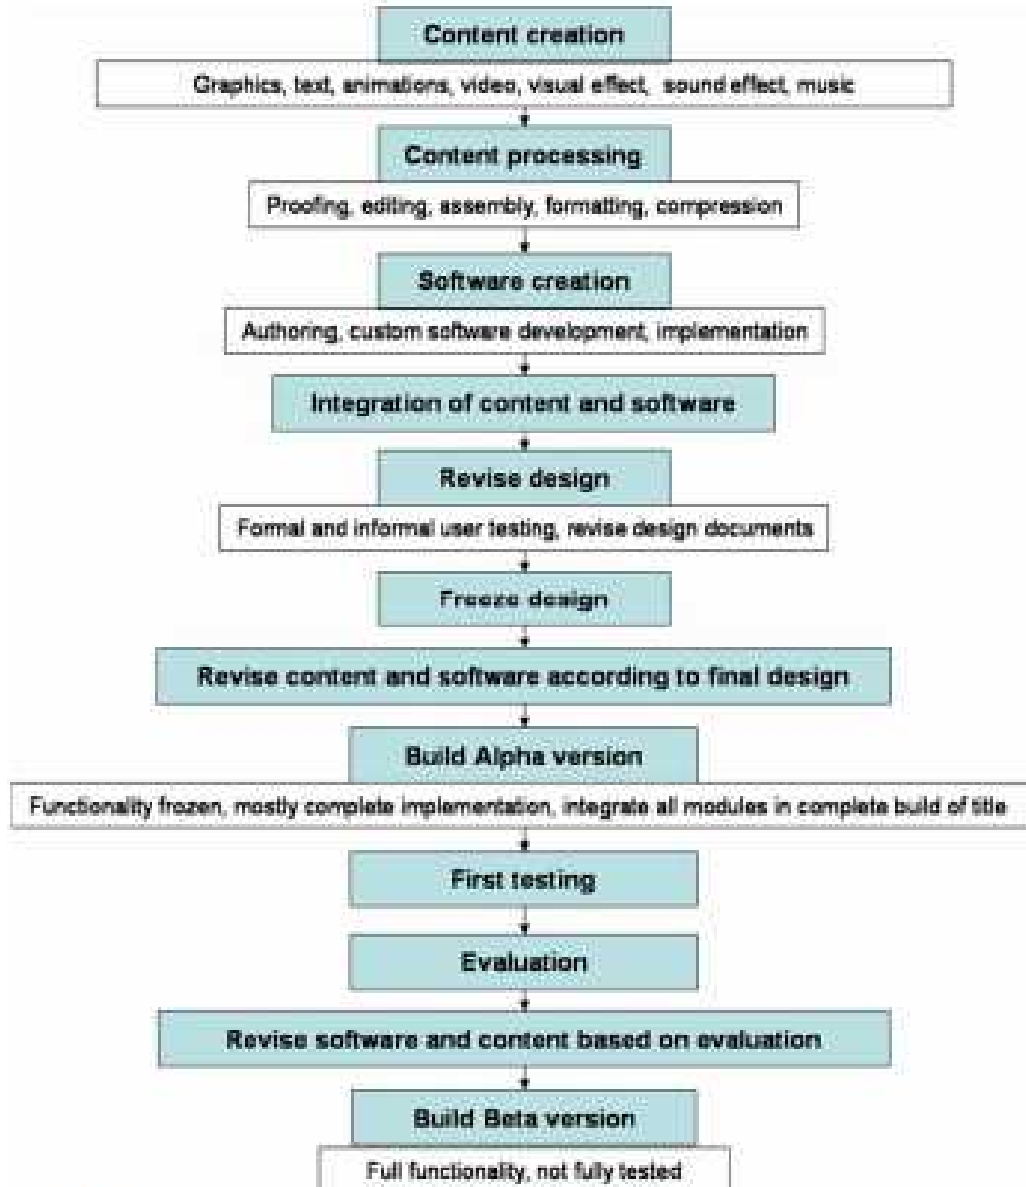 Content creation
Graphics, text, animations, video, visual effect, sound effect, music
Content processing
Proofing, editing, assembly, formatting, compression
Software creation
Authoring, custom software development, implementation
Integration of content and software
Revise design
Formal and informal user testing, revise design documents
Freeze design
Revise content and software according to final design
Build Alpha version
Functionality frozen, mostly complete implementation, integrate all modules in complete build of title
First testing
Evaluation
Revise software and content based on evaluation
Build Beta version
Full functionality, not fully tested